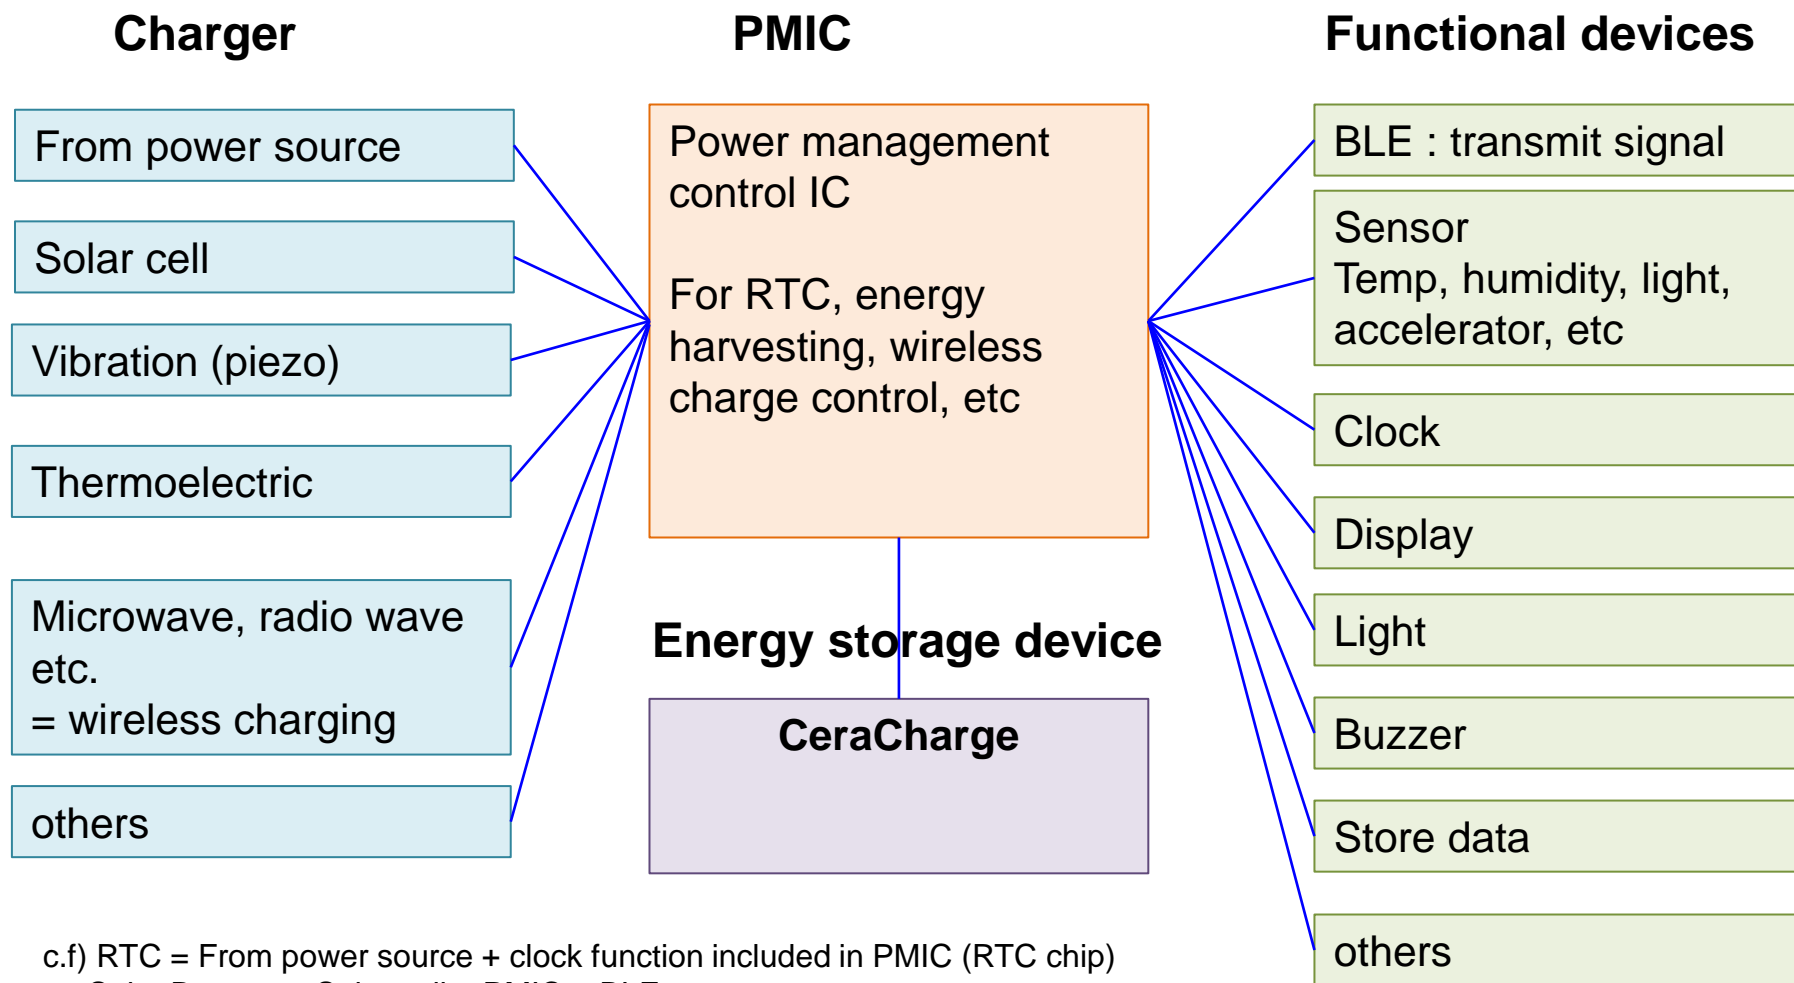 Charger
PMIC
Functional devices
From power source
Solar cell
Vibration (piezo)
Thermoelectric
Microwave, radio wave
etc.
= wireless charging
others
Power management
control IC
For RTC, energy
harvesting, wireless
charge control, etc
Energy storage device
CeraCharge
BLE : transmit signal
Sensor
Temp, humidity, light,
accelerator, etc
Clock
Display
Light
Buzzer
Store data
others
c.f) RTC = From power source + clock function included in PMIC (RTC chip)